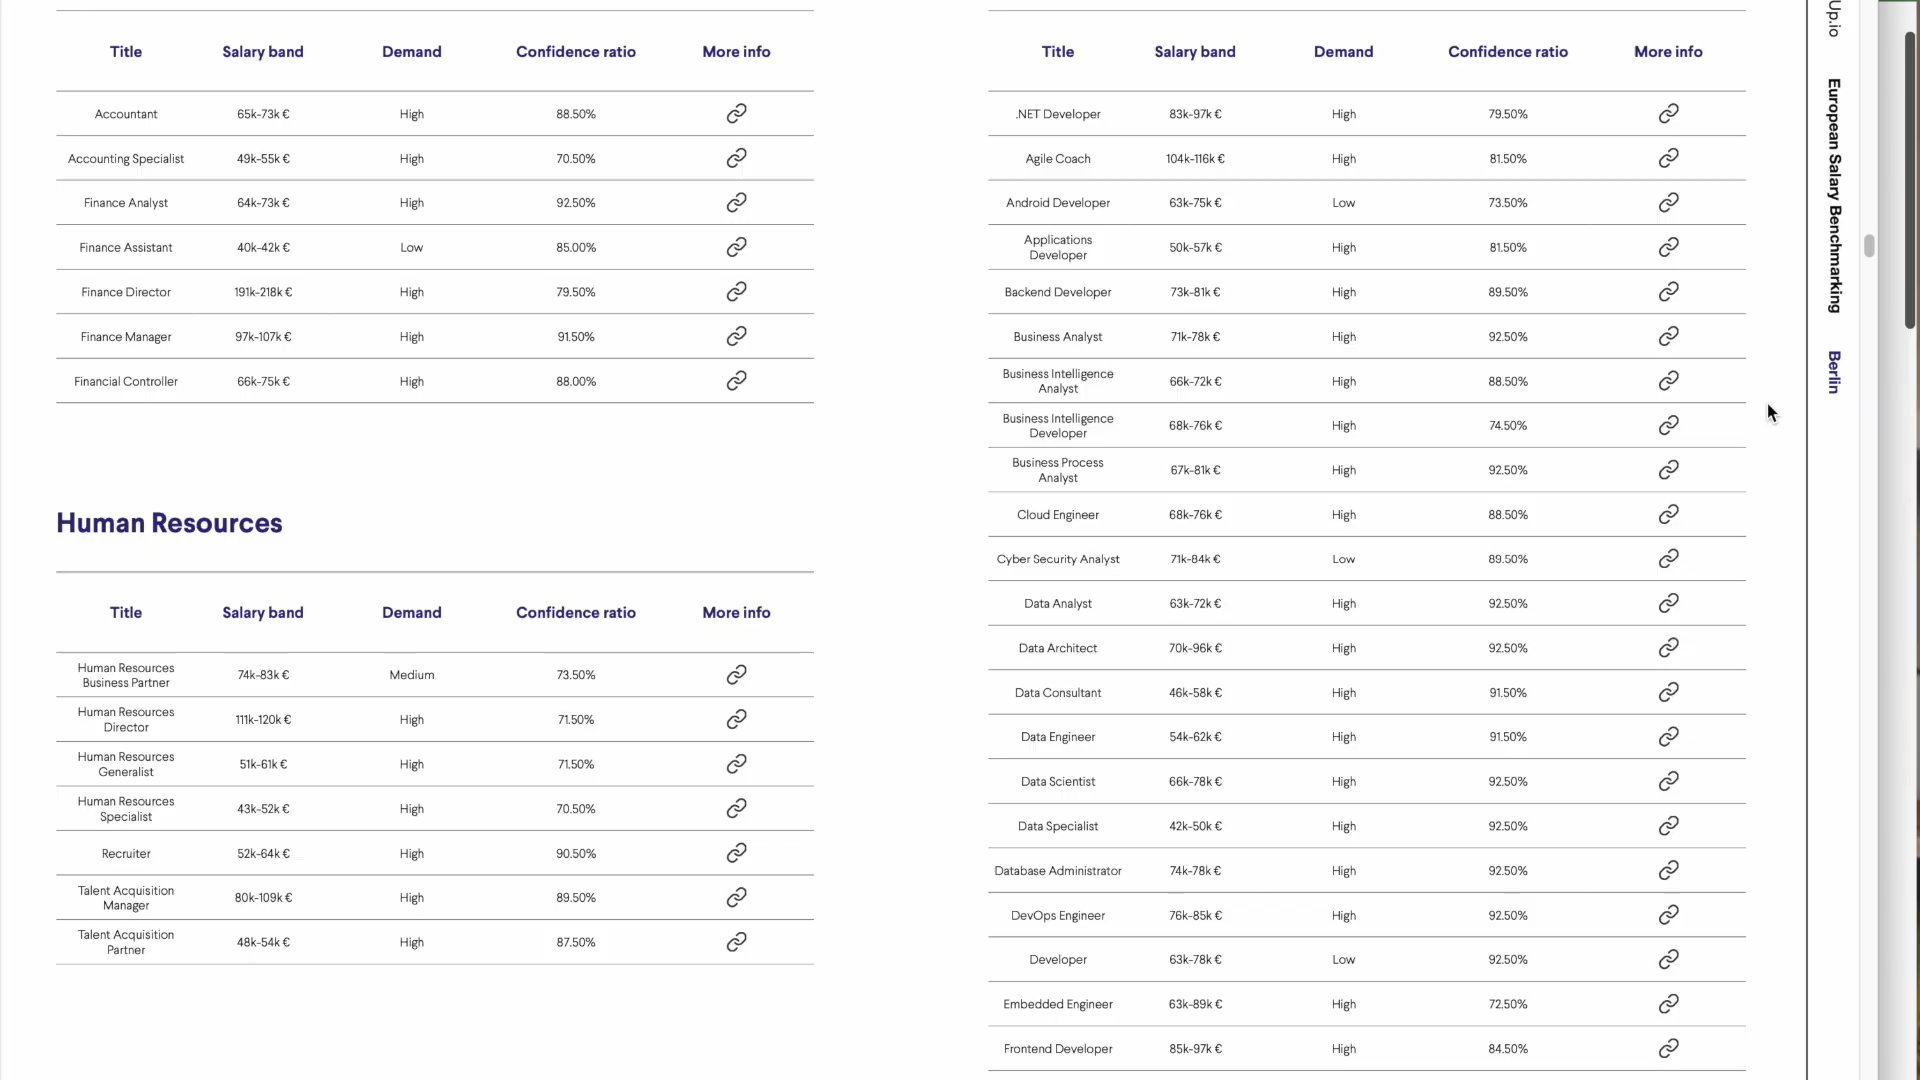 Title Salary band Demand Confidence ratio More info
Accountant 65k-73k € High 88.50%
Accounting Specialist 49k-55k € High 70.50%
Finance Analyst 64k-73k € High 92.50%
Finance Assistant 40k-42k € Low 85.00%
Finance Director 191k-218k € High 79.50%
Finance Manager 97k-107k € High 91.50%
Financial Controller 66k-75k € High 88.00%
Human Resources
Title Salary band Demand Confidence ratio More info
Human Resources
Business Partner 74k-83k € Medium 73.50%
Human Resources
Director 111k-120k € High 71.50%
Human Resources
Generalist 51k-61k € High 71.50%
Human Resources
Specialist 43k-52k € High 70.50%
Recruiter 52k-64k € High 90.50%
Talent Acquisition
Manager 80k-109k € High 89.50%
Talent Acquisition
Partner 48k-54k € High 87.50%
Title Salary band Demand Confidence ratio More info
.NET Developer 83k-97k € High 79.50%
Agile Coach 104k-116k € High 81.50%
Android Developer 63k-75k € Low 73.50%
Applications
Developer 50k-57k € High 81.50%
Backend Developer 73k-81k € High 89.50%
Business Analyst 71k-78k € High 92.50%
Business Intelligence
Analyst 66k-72k € High 88.50%
Business Intelligence
Developer 68k-76k € High 74.50%
Business Process
Analyst 67k-81k € High 92.50%
Cloud Engineer 68k-76k € High 88.50%
Cyber Security Analyst 71k-84k € Low 89.50%
Data Analyst 63k-72k € High 92.50%
Data Architect 70k-96k € High 92.50%
Data Consultant 46k-58k € High 91.50%
Data Engineer 54k-62k € High 91.50%
Data Scientist 66k-78k € High 92.50%
Data Specialist 42k-50k € High 92.50%
Database Administrator 74k-78k € High 92.50%
DevOps Engineer 76k-85k € High 92.50%
Developer 63k-78k € Low 92.50%
Embedded Engineer 63k-89k € High 72.50%
Frontend Developer 85k-97k € High 84.50%
Up.io European Salary Benchmarking Berlin